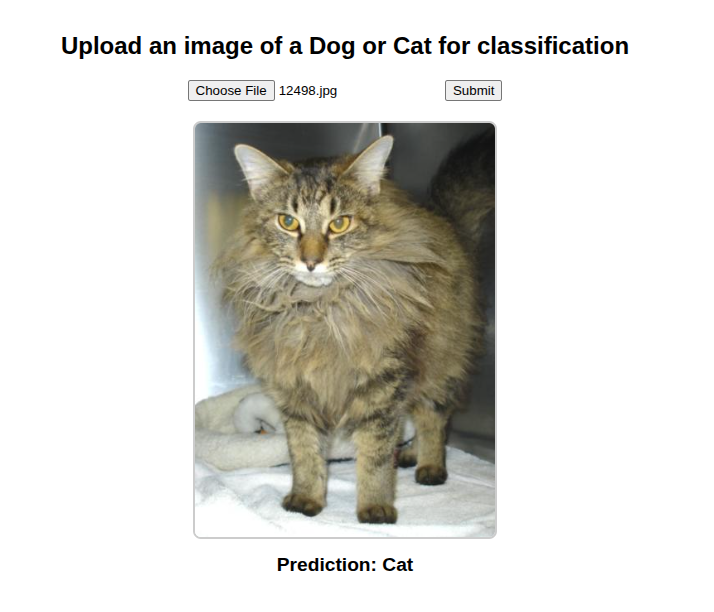 Upload an image of a Dog or Cat for classification
Choose File 12498.jpg Submit
Prediction: Cat